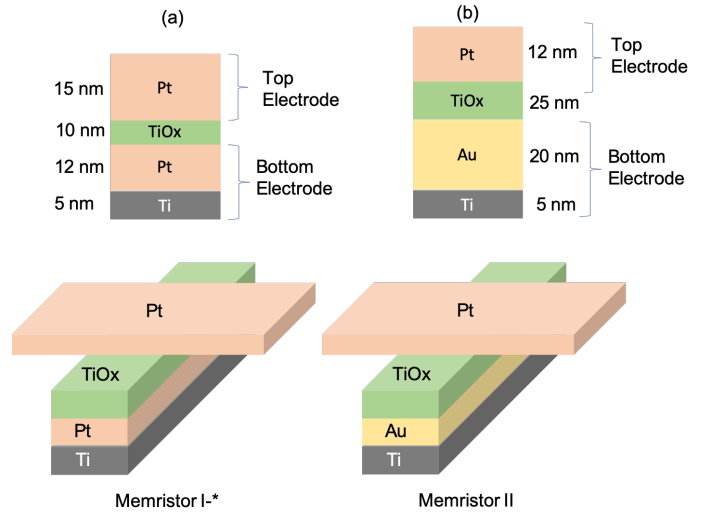 (a)
15 nm
Pt
Top
Electrode
10 nm
TiOx
12 nm
Pt
Bottom
Electrode
5 nm
Ti
(b)
Pt
12 nm
Top
Electrode
TiOx
25 nm
Au
20 nm
Bottom
Electrode
Ti
5 nm
Pt
TiOx
Pt
Ti
Memristor I-*
Pt
TiOx
Au
Ti
Memristor II